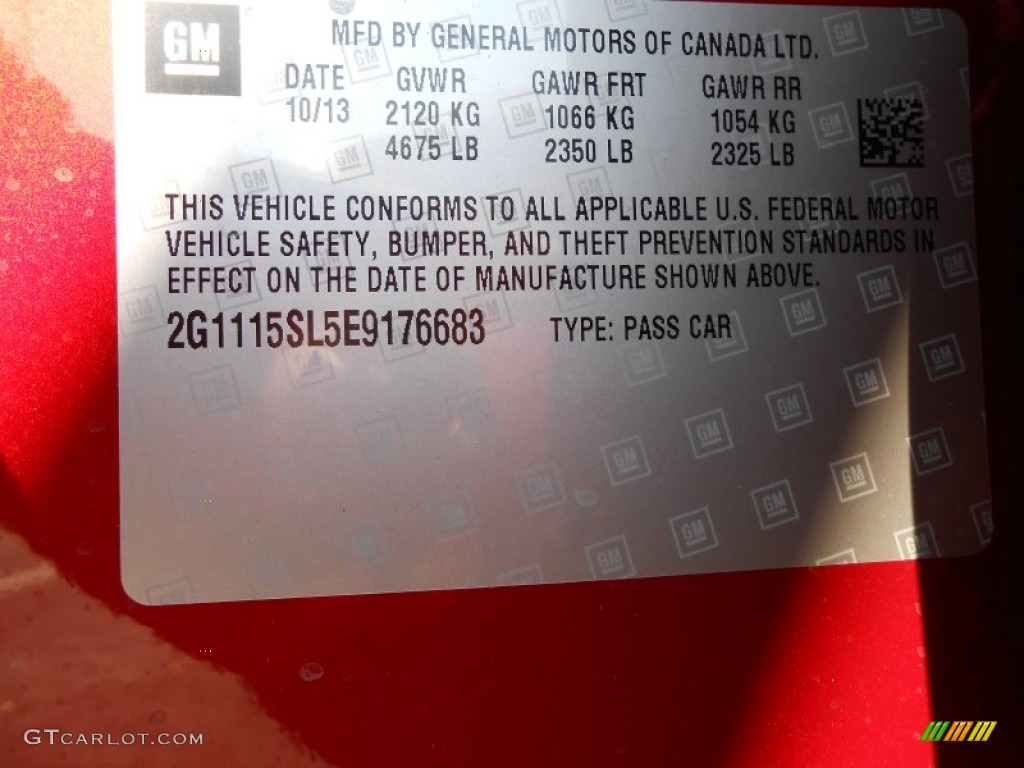 GM
MFD BY GENERAL MOTORS OF CANADA LTD.
DATE GVWR GAWR FRT GAWR RR
10/13 2120 KG 1066 KG 1054 KG
4675 LB 2350 LB 2325 LB
THIS VEHICLE CONFORMS TO ALL APPLICABLE U.S. FEDERAL MOTOR
VEHICLE SAFETY, BUMPER, AND THEFT PREVENTION STANDARDS IN
EFFECT ON THE DATE OF MANUFACTURE SHOWN ABOVE.
2G1115SL5E9176683 TYPE: PASS CAR
GTCARLOT.COM